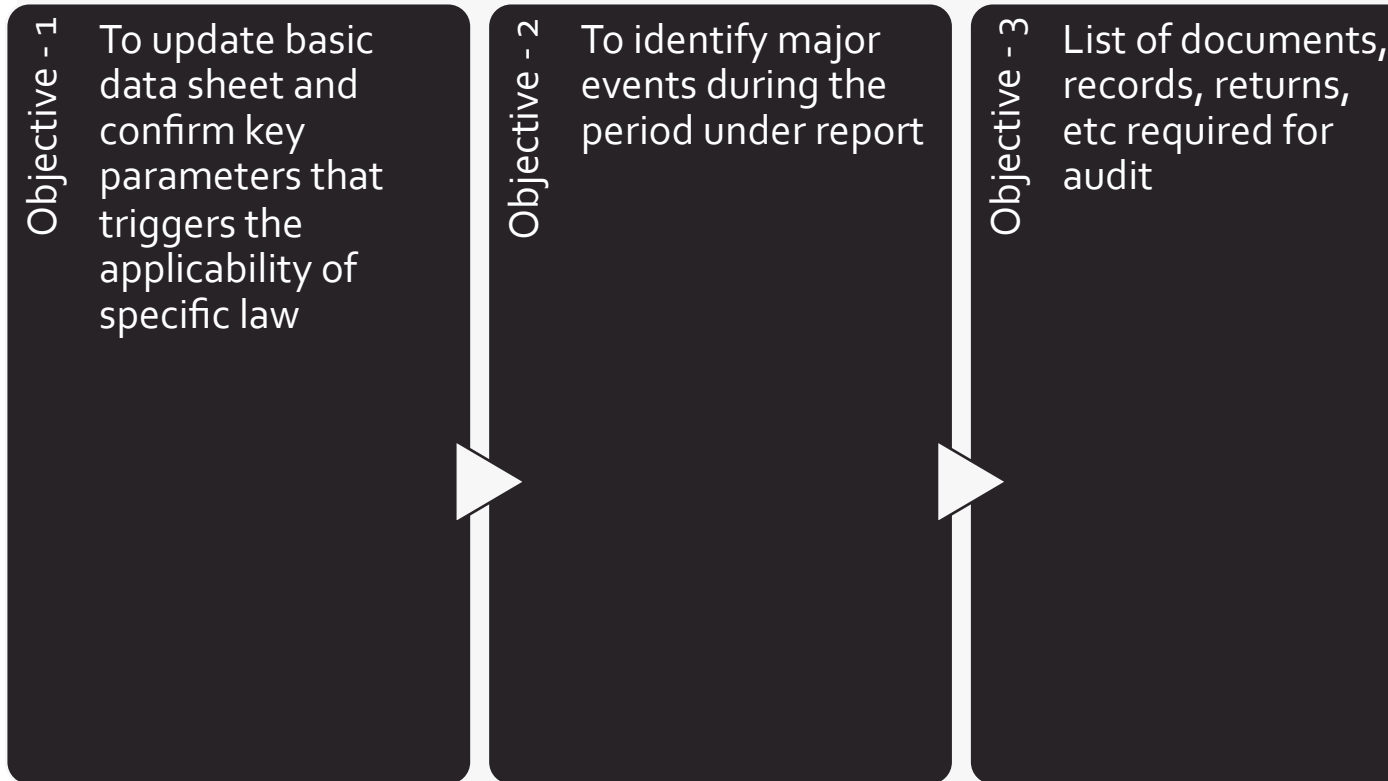 Objective - 1
To update basic
data sheet and
confirm key
parameters that
triggers the
applicability of
specific law
Objective - 2
To identify major
events during the
period under report
Objective - 3
List of documents,
records, returns,
etc required for
audit